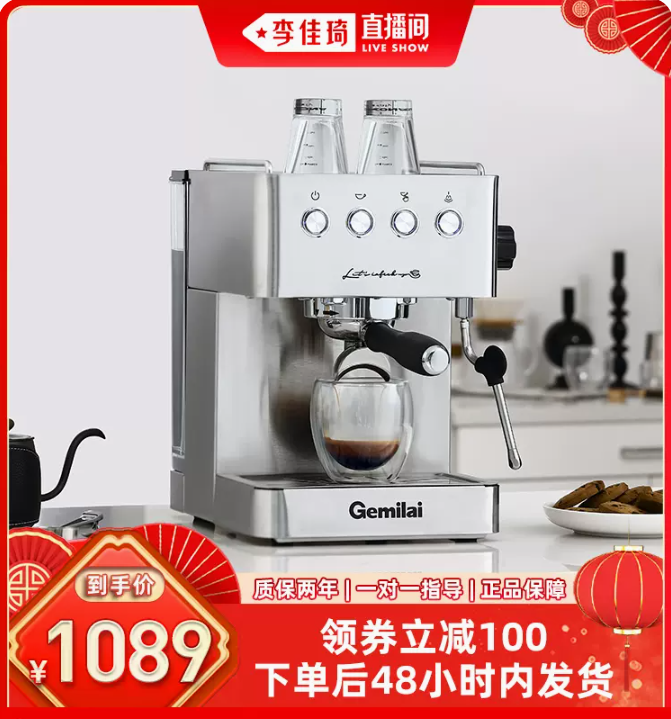 李佳琦
直播间
LIVE SHOW
Gemilai
到手价
¥1089
质保两年 | 一对一指导 | 正品保障
领券立减100
下单后48小时内发货